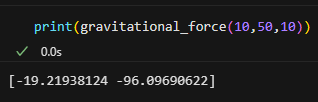 print(gravitational_force(10,50,10))
✓ 0.0s
[-19.21938124 -96.09690622]